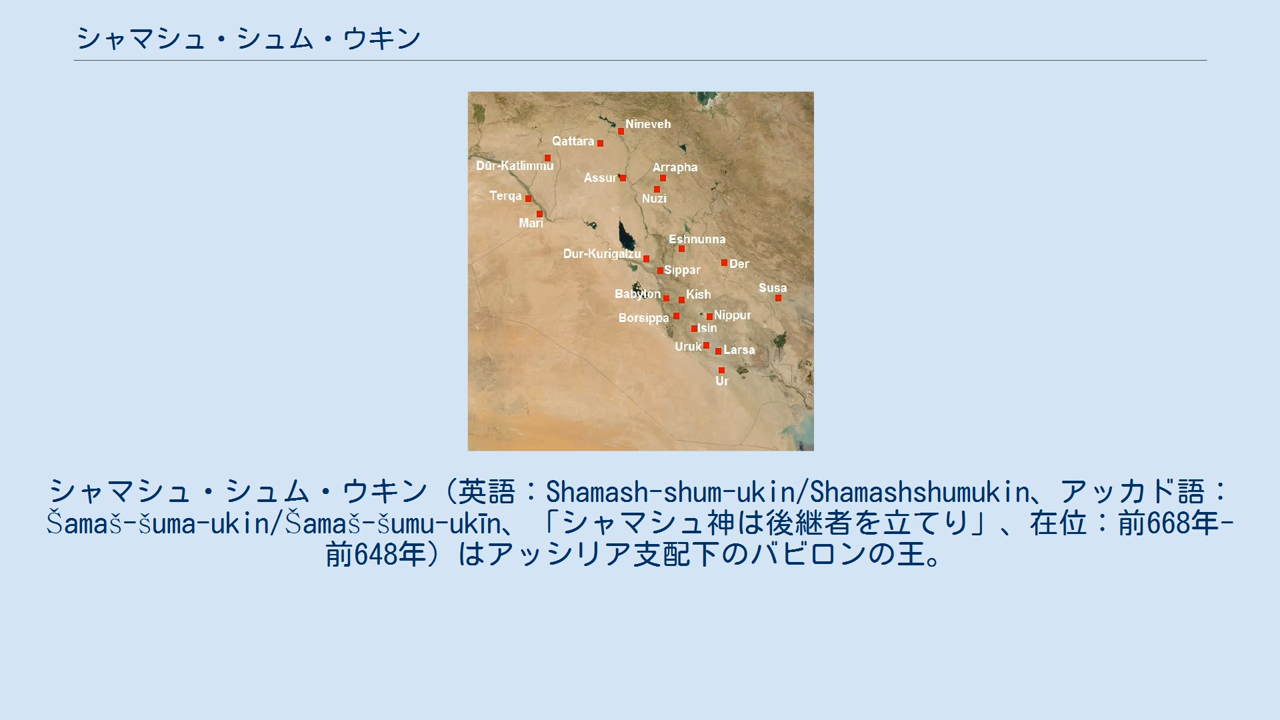 シャマシュ・シュム・ウキン
Nineveh
Qattara
Dūr-Katlimmu
Assur
Arrapha
Nuzi
Terqa
Mari
Eshnunna
Dur-Kurigalzu
Der
Sippar
Susa
Babylon
Kish
Borsippa
Nippur
Isin
Uruk
Larsa
Ur
シャマシュ・シュム・ウキン（英語：Shamash-shum-ukin/Shamashshumukin、アッカド語：
Šamaš-šuma-ukin/Šamaš-šumu-ukīn、「シャマシュ神は後継者を立てり」、在位：前668年-
前648年）はアッシリア支配下のバビロンの王。